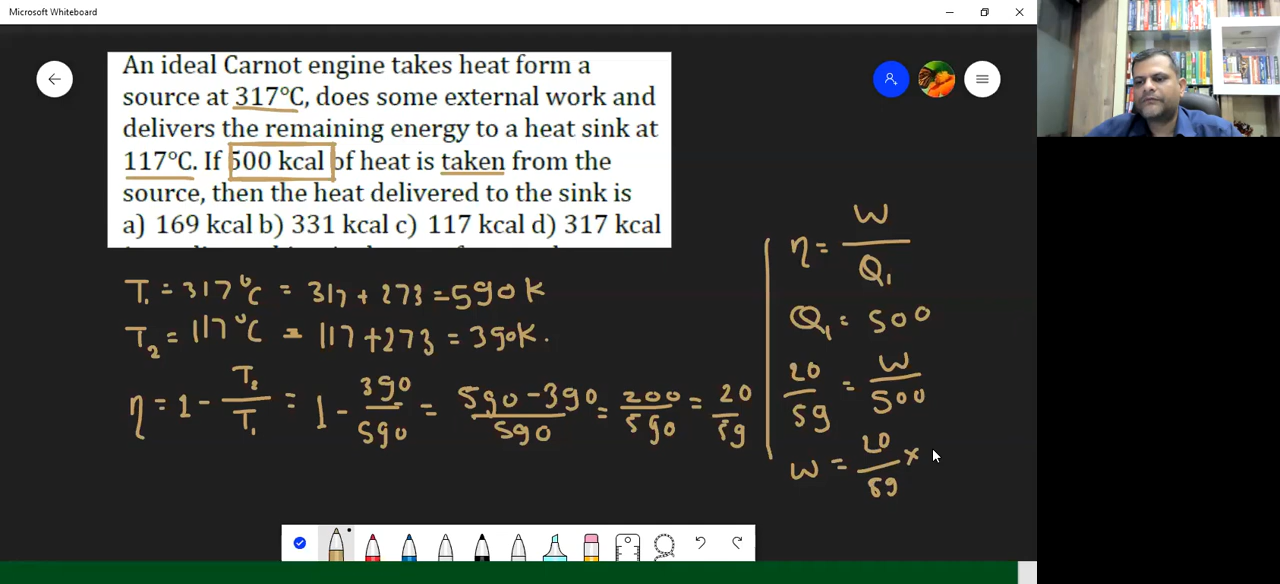 Microsoft Whiteboard
An ideal Carnot engine takes heat form a
source at 317°C, does some external work and
delivers the remaining energy to a heat sink at
117°C. If 500 kcal of heat is taken from the
source, then the heat delivered to the sink is
a) 169 kcal b) 331 kcal c) 117 kcal d) 317 kcal
T₁ = 317°C = 317 + 273 = 590 K
T₂ = 117°C = 117 + 273 = 390K.
η = 1 - T₂/T₁ = 1 - 390/590 = 590 - 390/590 = 200/590 = 20/59
η = W/Q₁
Q₁ = 500
20/59 = W/500
W = 20/59 ×